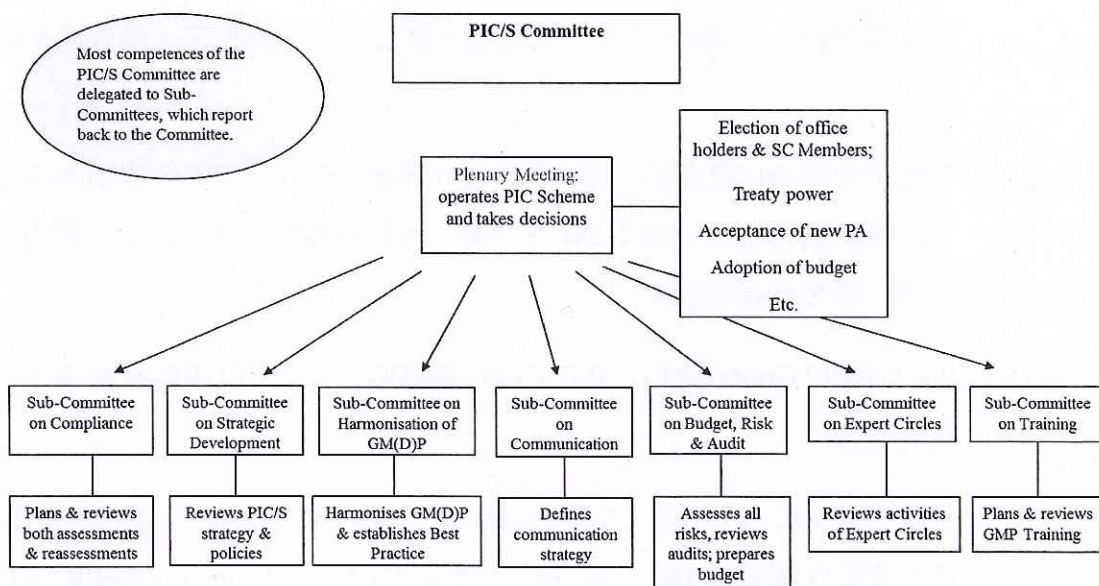 PIC/S Committee
Most competences of the
PIC/S Committee are
delegated to Sub-
Committees, which report
back to the Committee.
Election of office
holders & SC Members;
Treaty power
Acceptance of new PA
Adoption of budget
Etc.
Plenary Meeting:
operates PIC Scheme
and takes decisions
Sub-Committee
on Compliance
Sub-Committee
on Strategic
Development
Sub-Committee on
Harmonisation of
GM(D)P
Sub-Committee
on
Communication
Sub-Committee
on Budget, Risk
& Audit
Sub-Committee
on Expert Circles
Sub-Committee
on Training
Plans & reviews
both assessments
& reassessments
Reviews PIC/S
strategy &
policies
Harmonises GM(D)P
& establishes Best
Practice
Defines
communication
strategy
Assesses all
risks, reviews
audits; prepares
budget
Reviews activities
of Expert Circles
Plans & reviews
GMP Training